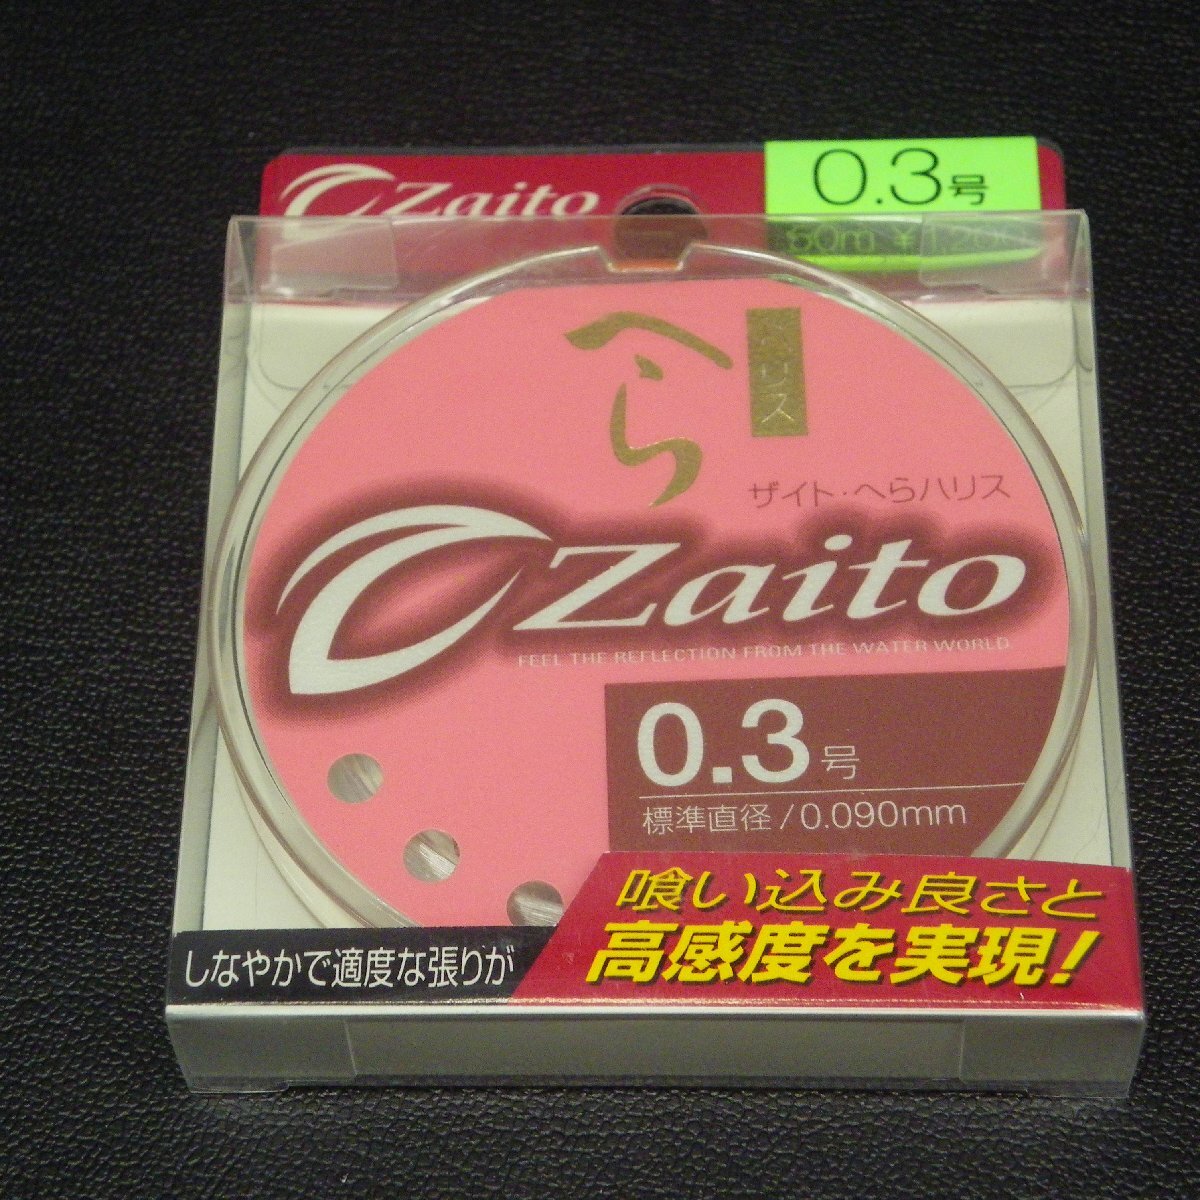 Zaito
0.3号
50m ¥1,200
へら
ハリス
ザイト・へらハリス
Zaito
FEEL THE REFLECTION FROM THE WATER WORLD
0.3号
標準直径/0.090mm
しなやかで適度な張りが
喰い込み良さと
高感度を実現!